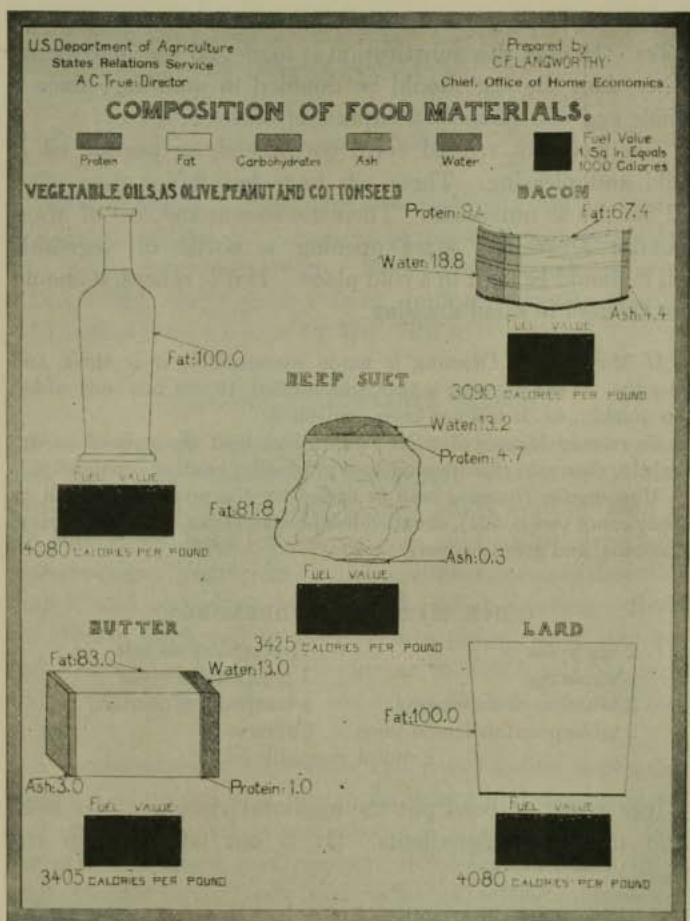 U.S. Department of Agriculture
States Relations Service
A.C. True: Director
Prepared by
C.F. LANGWORTHY
Chief, Office of Home Economics.
COMPOSITION OF FOOD MATERIALS.
Protein
Fat
Carbohydrates
Ash
Water
Fuel Value
1 Sq. In. Equals
1000 Calories
VEGETABLE OILS, AS OLIVE, PEANUT AND COTTONSEED
Fat:100.0
FUEL VALUE
4080 CALORIES PER POUND
BACON
Protein:9.4
Fat:67.4
Water:18.8
Ash:4.4
FUEL VALUE
3090 CALORIES PER POUND
BEEF SUET
Water:13.2
Protein:4.7
Fat:81.8
Ash:0.3
FUEL VALUE
3425 CALORIES PER POUND
BUTTER
Fat:83.0
Water:13.0
Ash:3.0
Protein:1.0
FUEL VALUE
3405 CALORIES PER POUND
LARD
Fat:100.0
FUEL VALUE
4080 CALORIES PER POUND